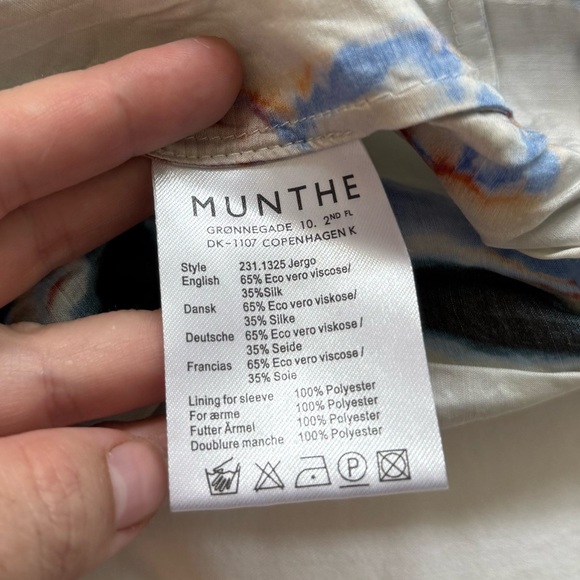 MUNTHE
GRØNNEGADE 10. 2ND FL
DK-1107 COPENHAGEN K
Style 231.1325 Jergo
English 65% Eco vero viscose/
35%Silk
Dansk 65% Eco vero viskose/
35% Silke
Deutsche 65% Eco vero viskose/
35% Seide
Francias 65% Eco vero viscose/
35% Soie
Lining for sleeve 100% Polyester
For ærme 100% Polyester
Futter Ärmel 100% Polyester
Doublure manche 100% Polyester
P